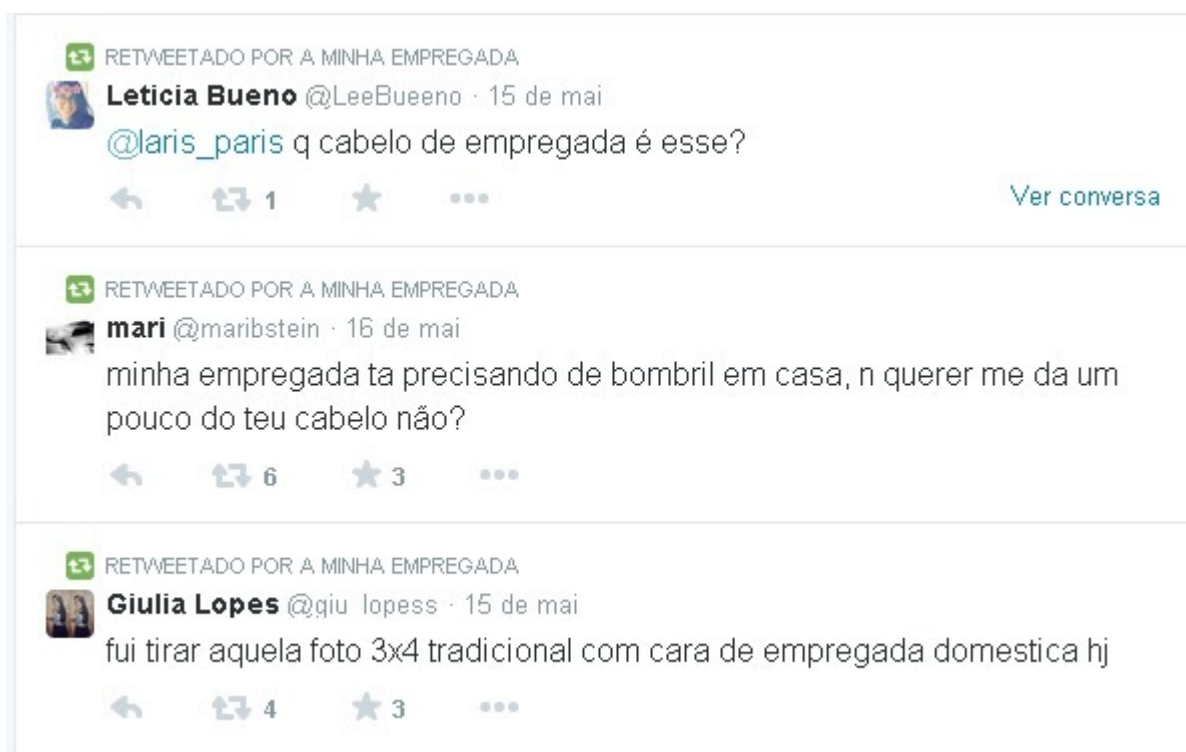 RETWEETADO POR A MINHA EMPREGADA
Leticia Bueno @LeeBueeno · 15 de mai
@laris_paris q cabelo de empregada é esse?
1
Ver conversa
RETWEETADO POR A MINHA EMPREGADA
mari @maribstein · 16 de mai
minha empregada ta precisando de bombril em casa, n querer me da um
pouco do teu cabelo não?
6 3
RETWEETADO POR A MINHA EMPREGADA
Giulia Lopes @giu_lopess · 15 de mai
fui tirar aquela foto 3x4 tradicional com cara de empregada domestica hj
4 3